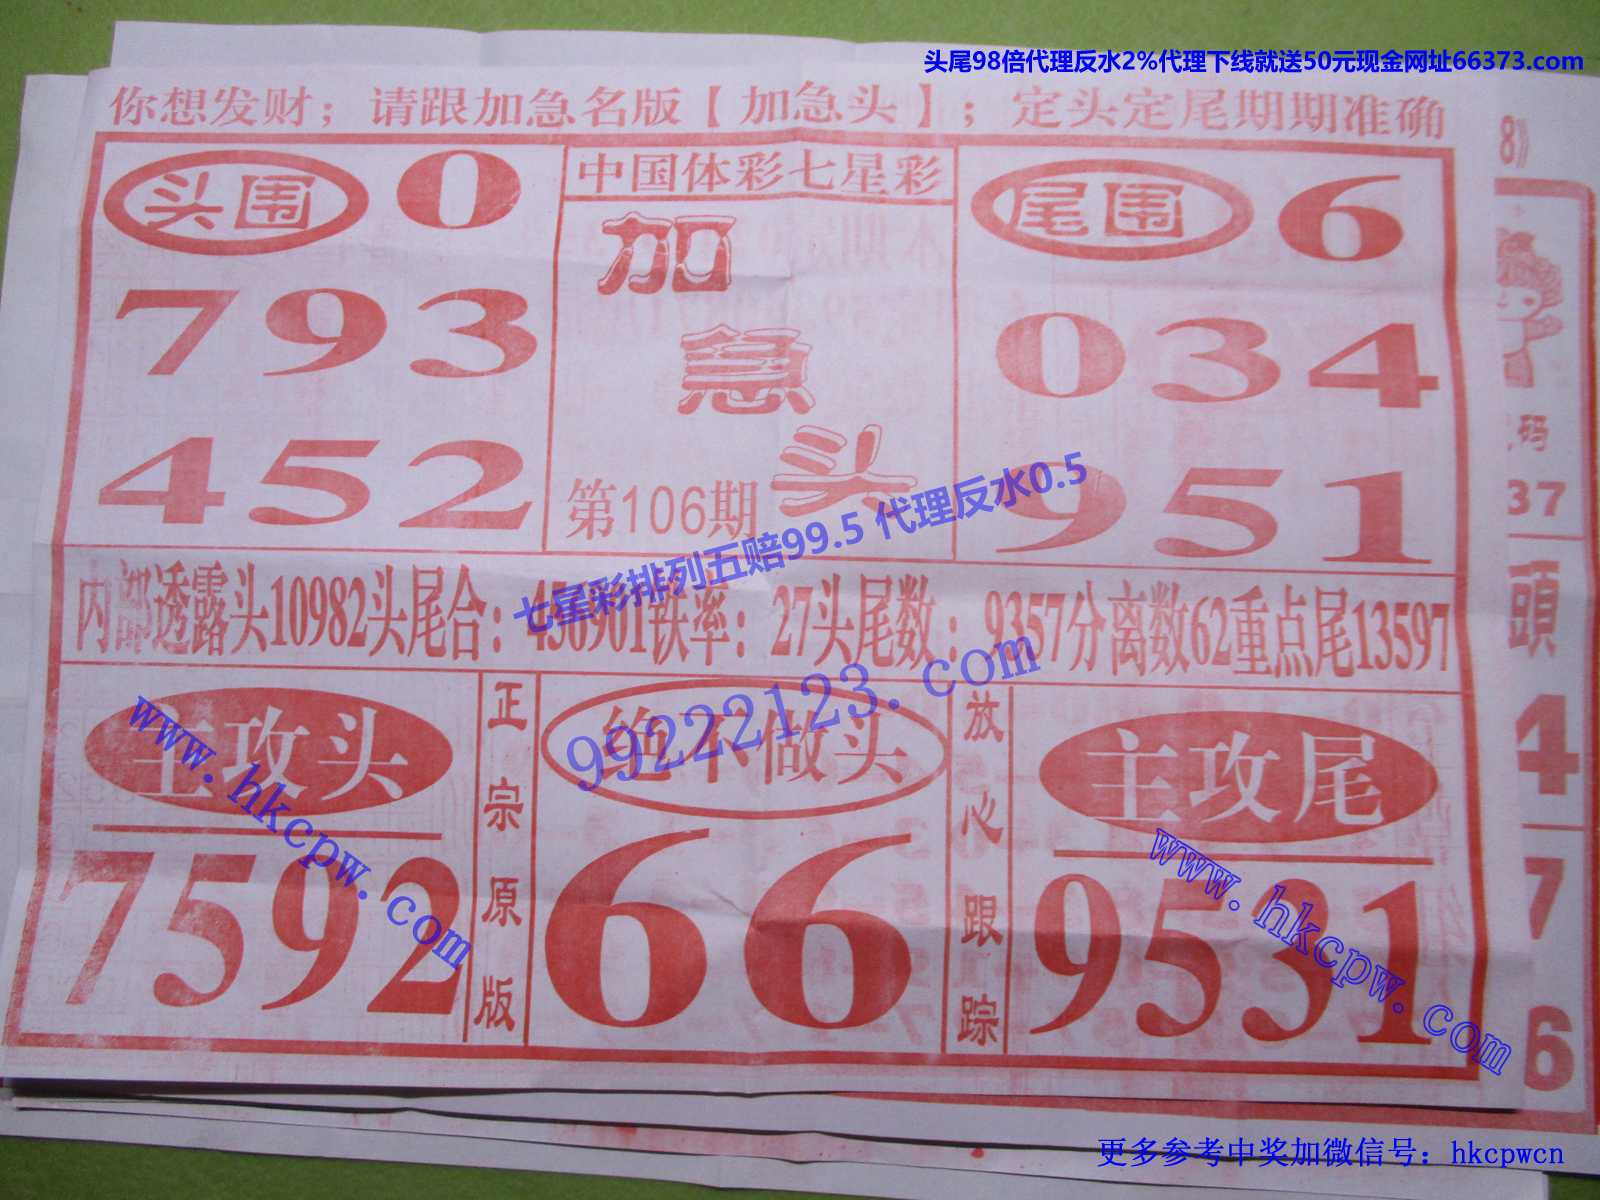 头尾98倍代理反水2%代理下线就送50元现金网址66373.com
你想发财；请跟加急名版【加急头】；定头定尾期期准确
头围 0
793
452
中国体彩七星彩
加急头
第106期
尾围 6
034
951
七星彩排列五赔99.5 代理反水0.5
内部透露头10982头尾合：450901铁率：27头尾数：9357分离数62重点尾13597
99222123.com
主攻头
7592
www.hkcpw.com
正宗原版
绝不做头
66
放心跟踪
主攻尾
9531
www.hkcpw.com
8》
码
37
頭
4
7
6
更多参考中奖加微信号：hkcpwcn